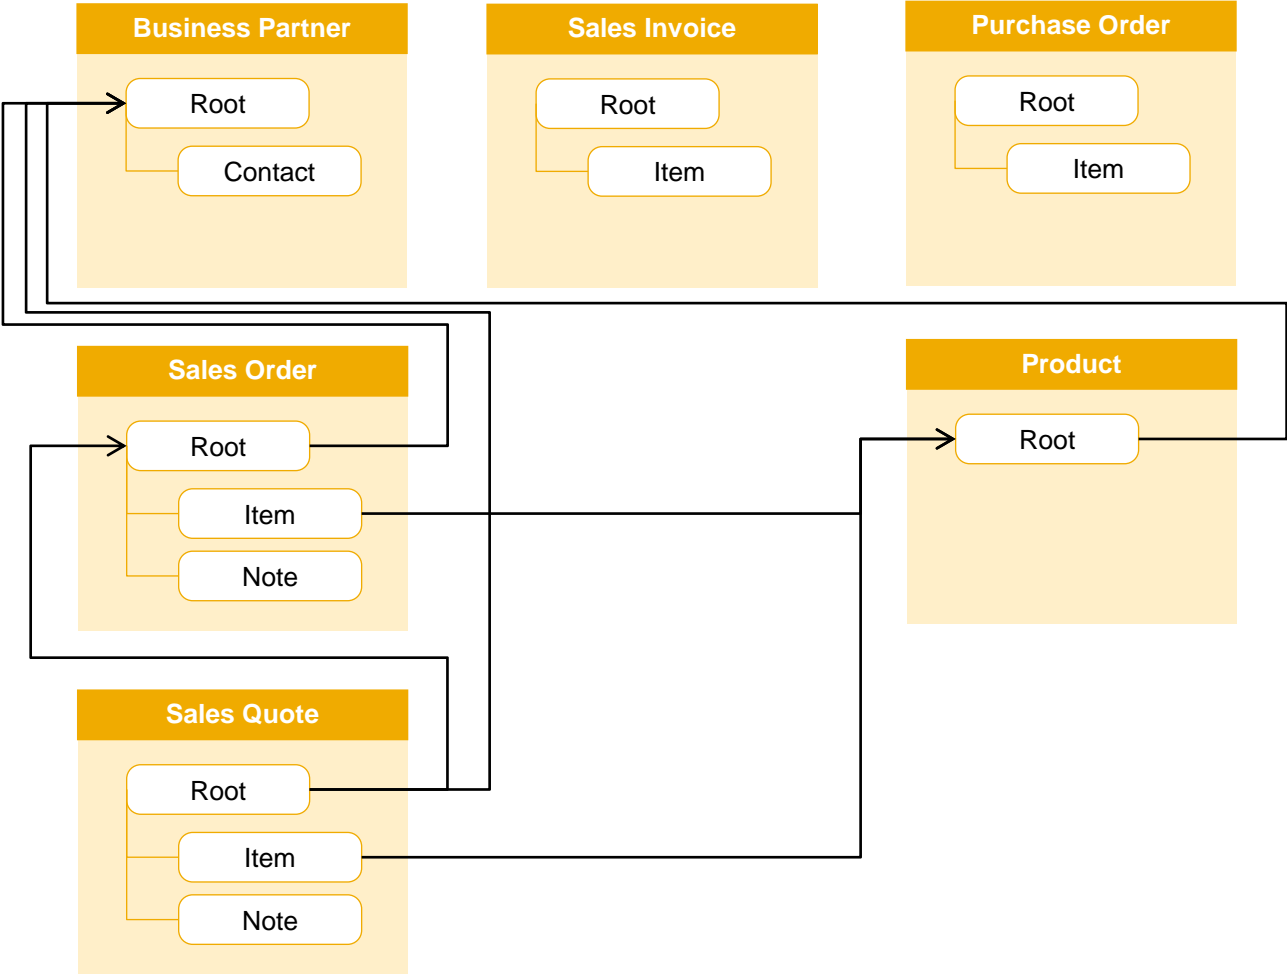 Business Partner
Root
Contact
Sales Invoice
Root
Item
Purchase Order
Root
Item
Sales Order
Root
Item
Note
Product
Root
Sales Quote
Root
Item
Note